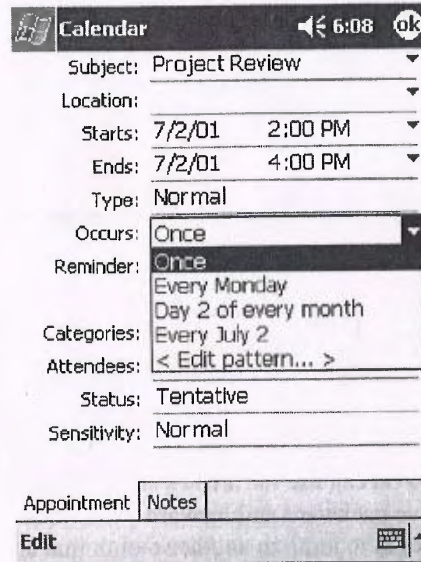 Calendar 6:08 ok
Subject: Project Review
Location:
Starts: 7/2/01 2:00 PM
Ends: 7/2/01 4:00 PM
Type: Normal
Occurs: Once
Reminder: Once
Every Monday
Day 2 of every month
Categories: Every July 2
Attendees: < Edit pattern... >
Status: Tentative
Sensitivity: Normal
Appointment Notes
Edit